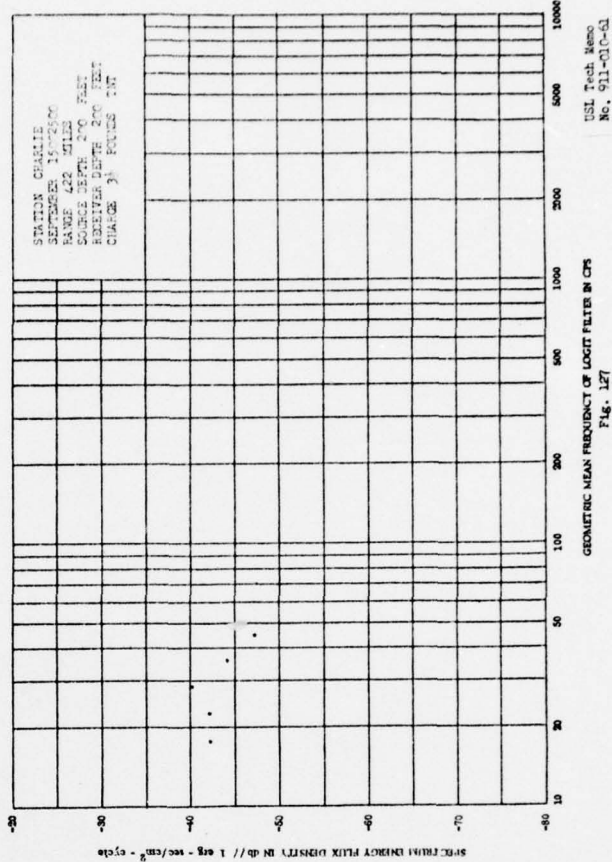 STATION CHARLIE
SEPTEMBER
RANGE 422 MILES
SOURCE DEPTH 200 FEET
RECEIVER DEPTH 200 FEET
CHARGE POUNDS TNT
SPECTRUM ENERGY FLUX DENSITY IN db // 1 erg - sec/cm² - cycle
-20
-30
-40
-50
-60
-70
-80
10
20
50
100
200
500
1000
2000
5000
10000
GEOMETRIC MEAN FREQUENCY OF LOGIT FILTER IN CPS
Fig. 127
USL Tech Memo
No. 911-010-61